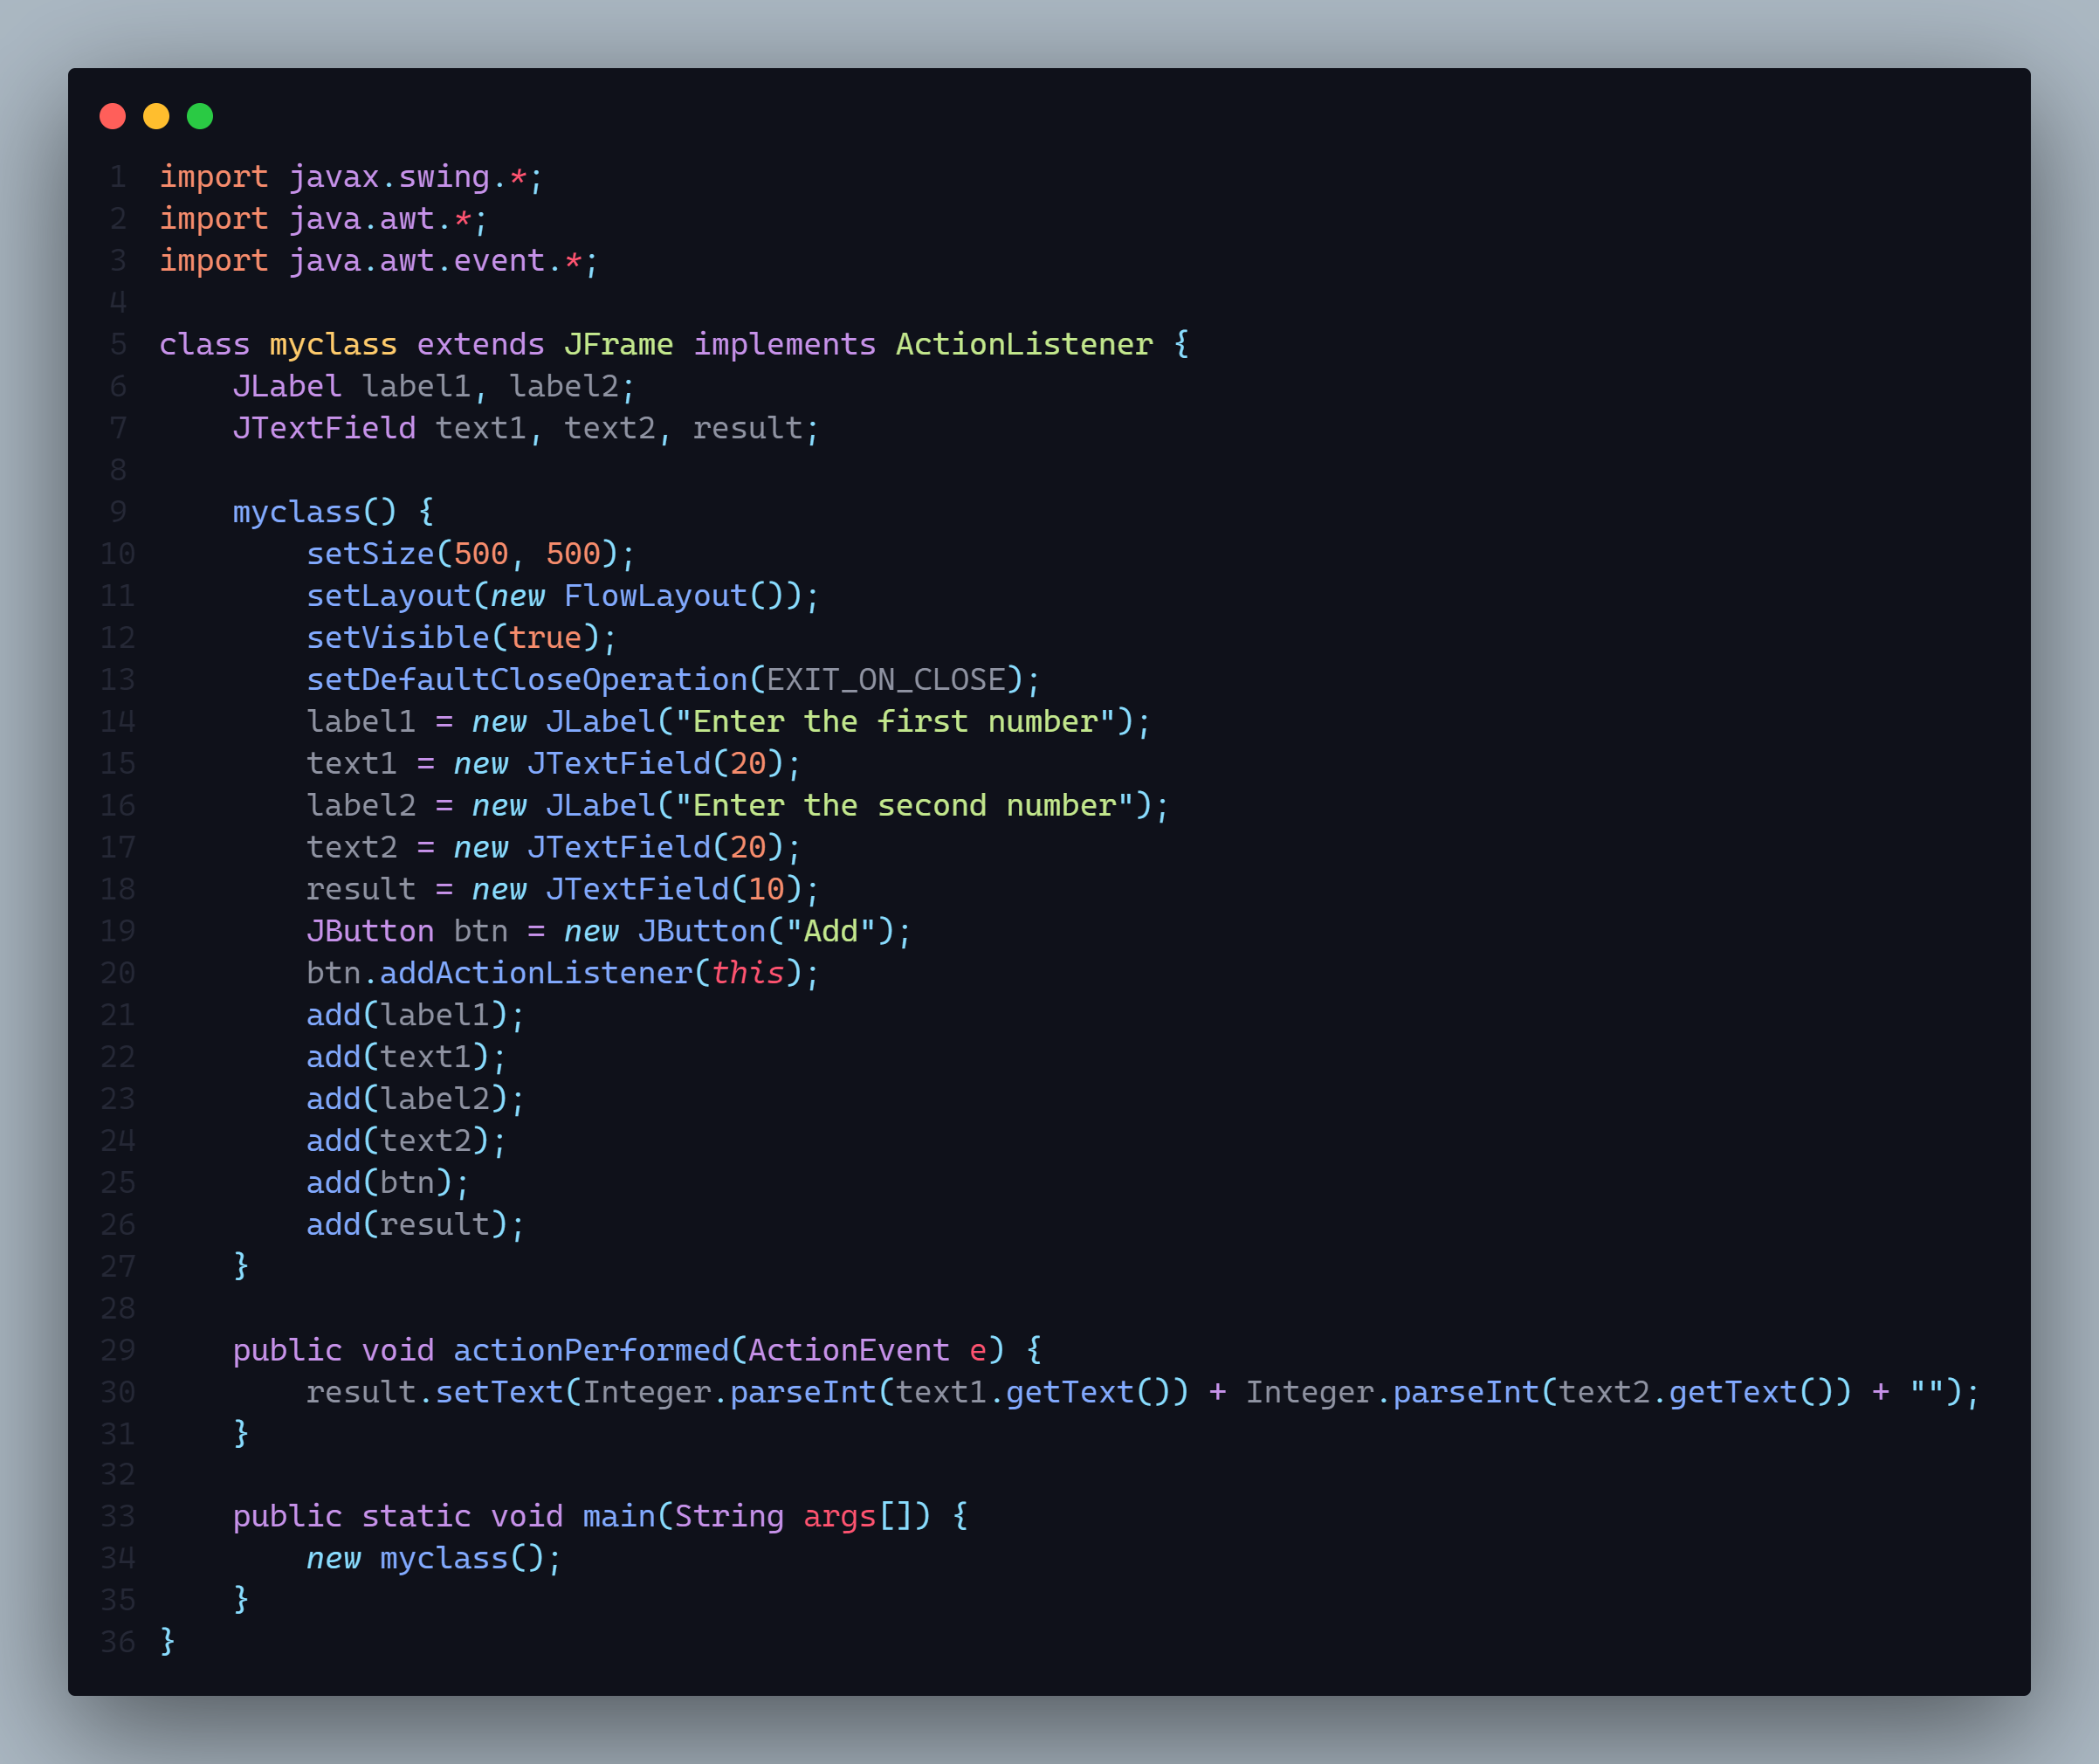 1 import javax.swing.*;
2 import java.awt.*;
3 import java.awt.event.*;
4
5 class myclass extends JFrame implements ActionListener {
6     JLabel label1, label2;
7     JTextField text1, text2, result;
8
9     myclass() {
10         setSize(500, 500);
11         setLayout(new FlowLayout());
12         setVisible(true);
13         setDefaultCloseOperation(EXIT_ON_CLOSE);
14         label1 = new JLabel("Enter the first number");
15         text1 = new JTextField(20);
16         label2 = new JLabel("Enter the second number");
17         text2 = new JTextField(20);
18         result = new JTextField(10);
19         JButton btn = new JButton("Add");
20         btn.addActionListener(this);
21         add(label1);
22         add(text1);
23         add(label2);
24         add(text2);
25         add(btn);
26         add(result);
27     }
28
29     public void actionPerformed(ActionEvent e) {
30         result.setText(Integer.parseInt(text1.getText()) + Integer.parseInt(text2.getText()) + "");
31     }
32
33     public static void main(String args[]) {
34         new myclass();
35     }
36 }